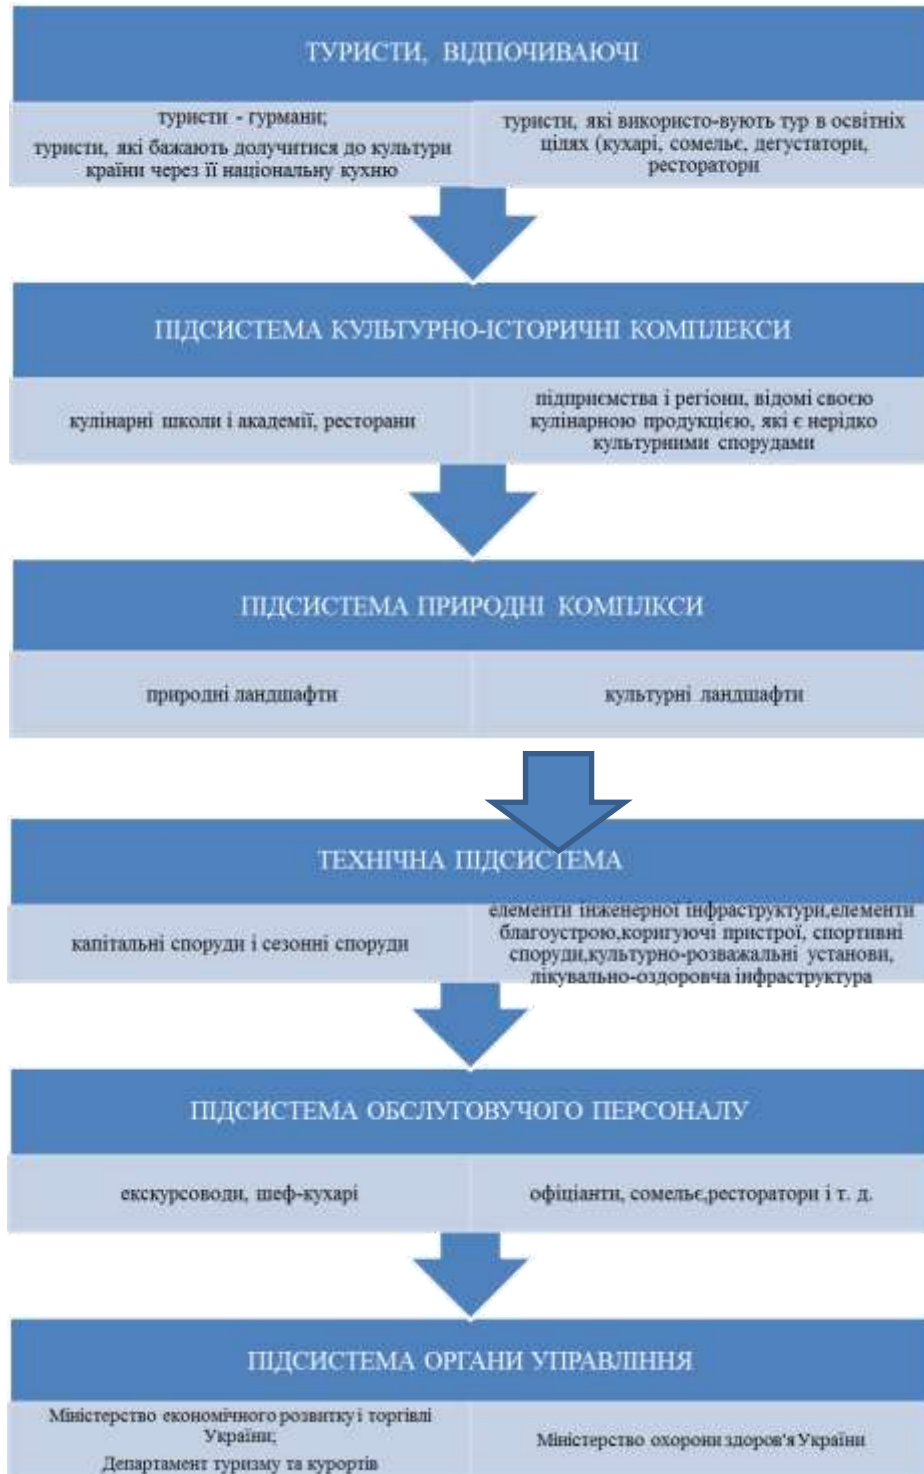 ТУРИСТИ, ВІДПОЧИВАЮЧІ
туристи - гурмани;
туристи, які бажають долучитися до культури
країни через її національну кухню
туристи, які використо-вують тур в освітніх
цілях (кухарі, сомельє, дегустатори,
ресторатори
ПІДСИСТЕМА КУЛЬТУРНО-ІСТОРИЧНІ КОМПЛЕКСИ
кулінарні школи і академії, ресторани
підприємства і регіони, відомі своєю
кулінарною продукцією, які є нерідко
культурними спорудами
ПІДСИСТЕМА ПРИРОДНІ КОМПЛКСИ
природні ландшафти
культурні ландшафти
ТЕХНІЧНА ПІДСИСТЕМА
капітальні споруди і сезонні споруди
елементи інженерної інфраструктури,елементи
благоустрою,коригуючі пристрої, спортивні
споруди,культурно-розважальні установи,
лікувально-оздоровча інфраструктура
ПІДСИСТЕМА ОБСЛУГОВУЧОГО ПЕРСОНАЛУ
екскурсоводи, шеф-кухарі
офіціанти, сомельє,ресторатори і т. д.
ПІДСИСТЕМА ОРГАНИ УПРАВЛІННЯ
Міністерство економічного розвитку і торгівлі
України;
Департамент туризму та курортів
Міністерство охорони здоров'я України